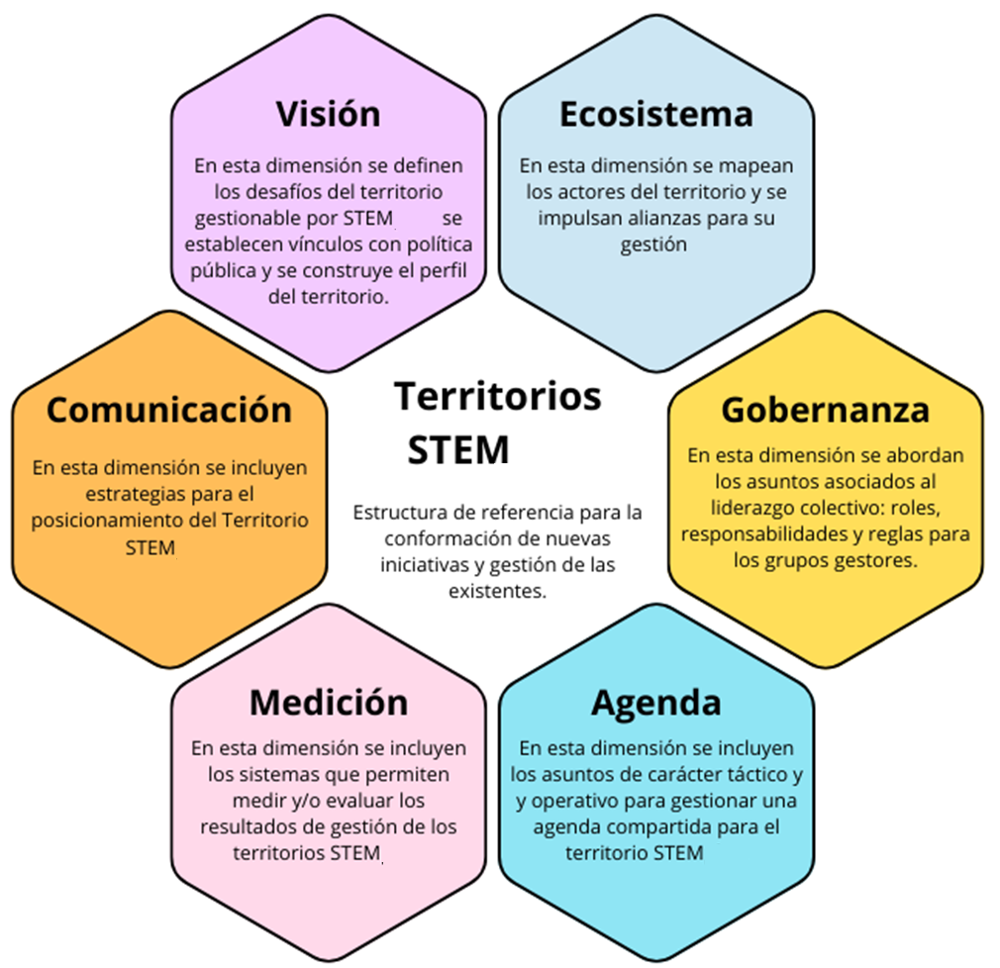 Visión
En esta dimensión se definen
los desafíos del territorio
gestionable por STEM se
establecen vínculos con política
pública y se construye el perfil
del territorio.
Ecosistema
En esta dimensión se mapean
los actores del territorio y se
impulsan alianzas para su
gestión
Comunicación
En esta dimensión se incluyen
estrategias para el
posicionamiento del Territorio
STEM
Territorios
STEM
Estructura de referencia para la
conformación de nuevas
iniciativas y gestión de las
existentes.
Gobernanza
En esta dimensión se abordan
los asuntos asociados al
liderazgo colectivo: roles,
responsabilidades y reglas para
los grupos gestores.
Medición
En esta dimensión se incluyen
los sistemas que permiten
medir y/o evaluar los
resultados de gestión de los
territorios STEM.
Agenda
En esta dimensión se incluyen
los asuntos de carácter táctico y
y operativo para gestionar una
agenda compartida para el
territorio STEM